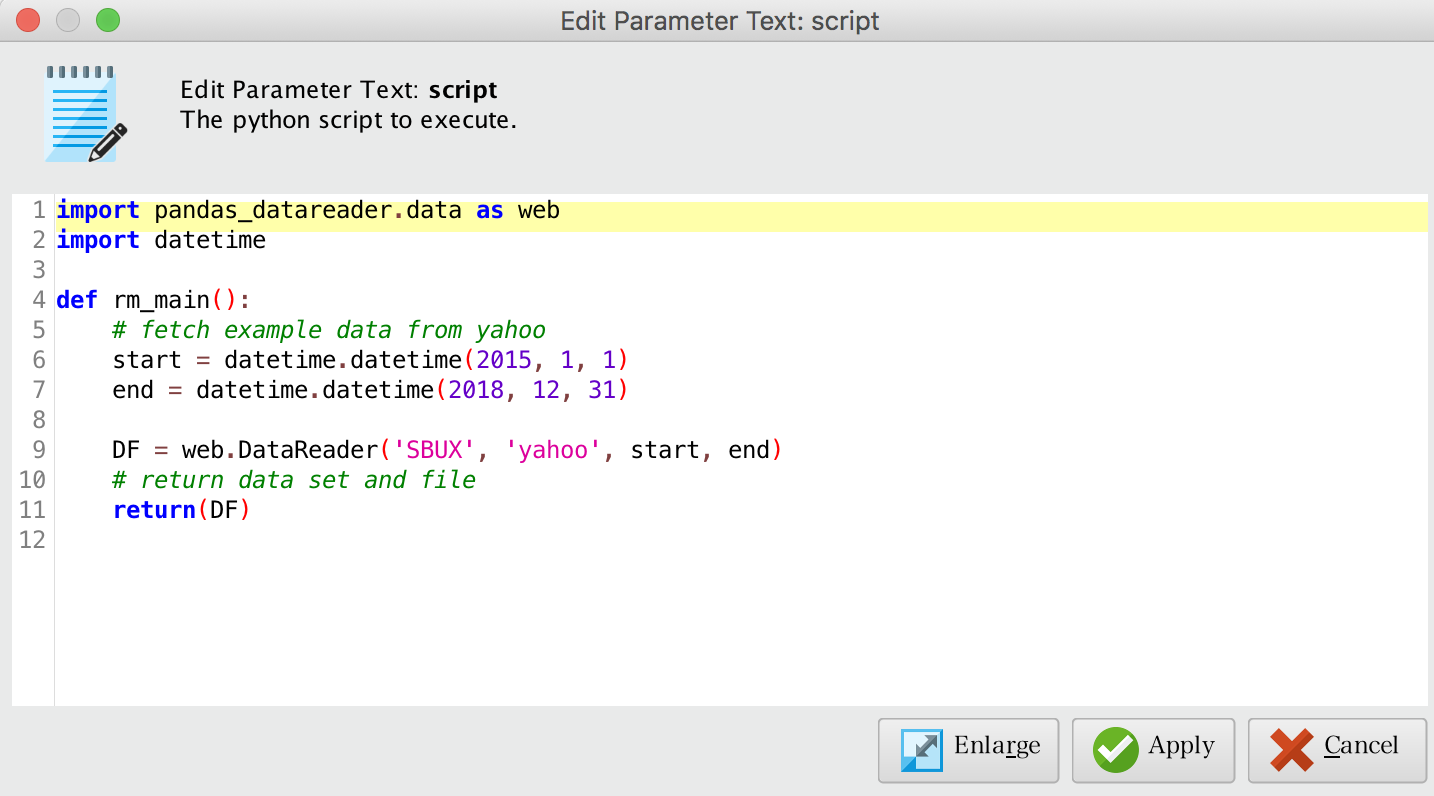 Edit Parameter Text: script
Edit Parameter Text: script
The python script to execute.
1 import pandas_datareader.data as web
2 import datetime
3
4 def rm_main():
5     # fetch example data from yahoo
6     start = datetime.datetime(2015, 1, 1)
7     end = datetime.datetime(2018, 12, 31)
8
9     DF = web.DataReader('SBUX', 'yahoo', start, end)
10     # return data set and file
11     return(DF)
12
Enlarge Apply Cancel